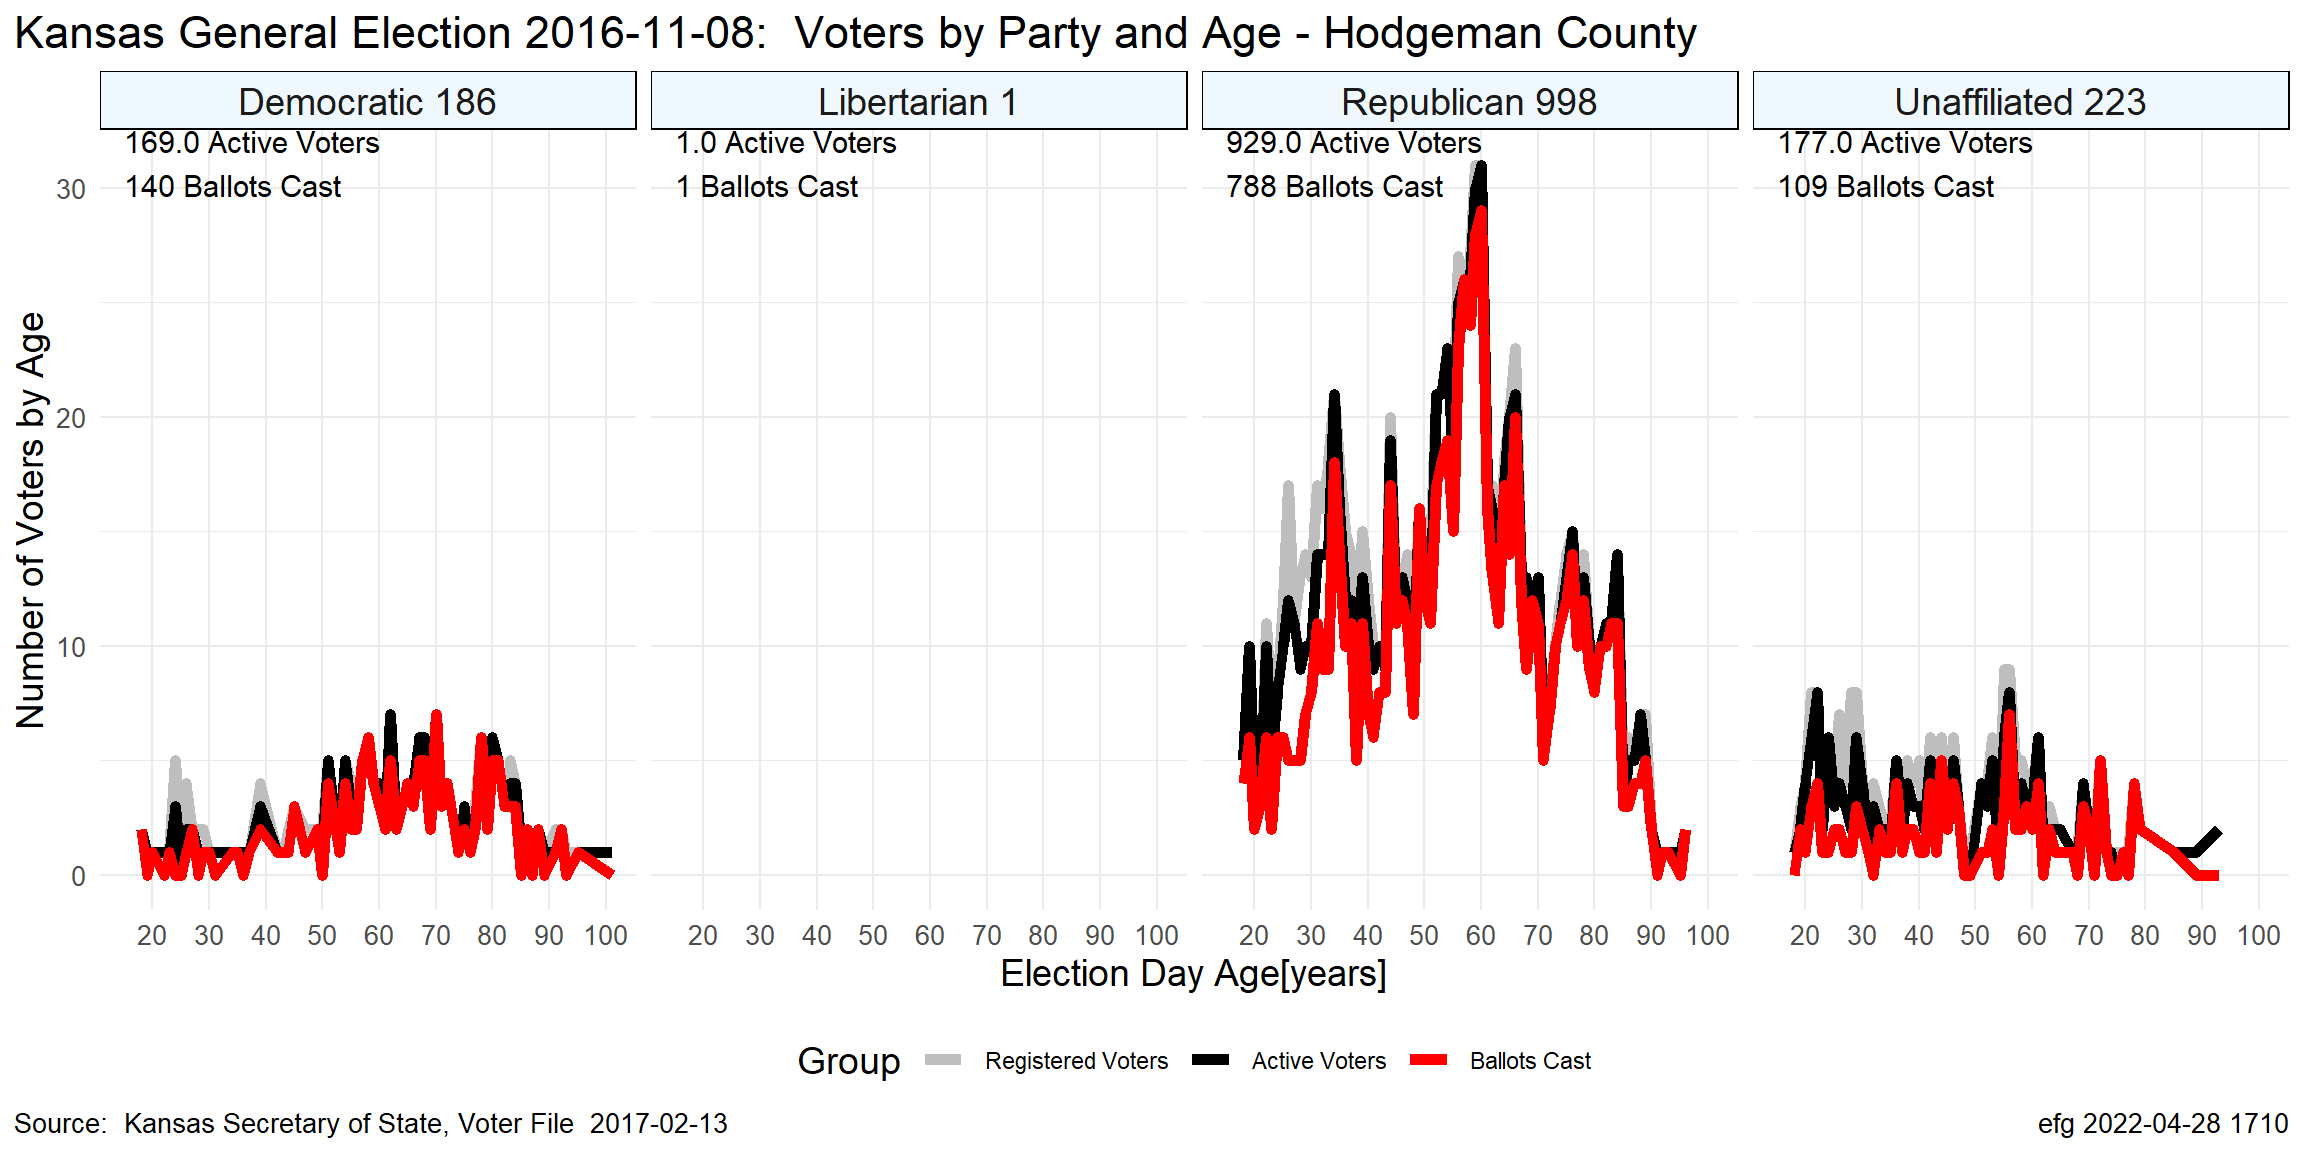 Kansas General Election 2016-11-08:  Voters by Party and Age - Hodgeman County
Democratic 186
Libertarian 1
Republican 998
Unaffiliated 223
169.0 Active Voters
140 Ballots Cast
1.0 Active Voters
1 Ballots Cast
929.0 Active Voters
788 Ballots Cast
177.0 Active Voters
109 Ballots Cast
Number of Voters by Age
30
20
10
0
20 30 40 50 60 70 80 90 100
20 30 40 50 60 70 80 90 100
20 30 40 50 60 70 80 90 100
20 30 40 50 60 70 80 90 100
Election Day Age[years]
Group Registered Voters Active Voters Ballots Cast
Source:  Kansas Secretary of State, Voter File  2017-02-13
efg 2022-04-28 1710